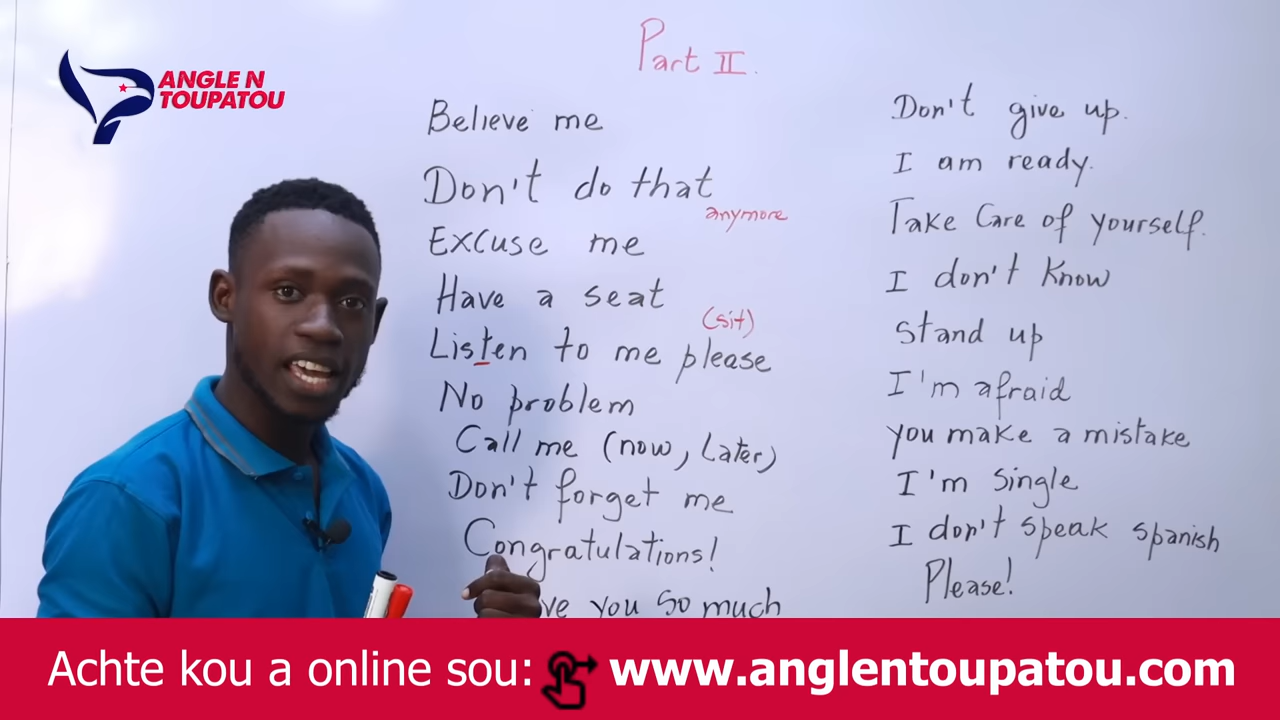 ANGLE N
TOUPATOU
Part II.
Believe me
Don't do that
anymore
Excuse me
Have a seat
(sit)
Listen to me please
No problem
Call me (now, Later)
Don't forget me
Congratulations!
ve you so much
Don't give up.
I am ready.
Take Care of yourself.
I don't Know
Stand up
I'm afraid
you make a mistake
I'm Single
I don't speak spanish
Please!
Achte kou a online sou: www.anglentoupatou.com